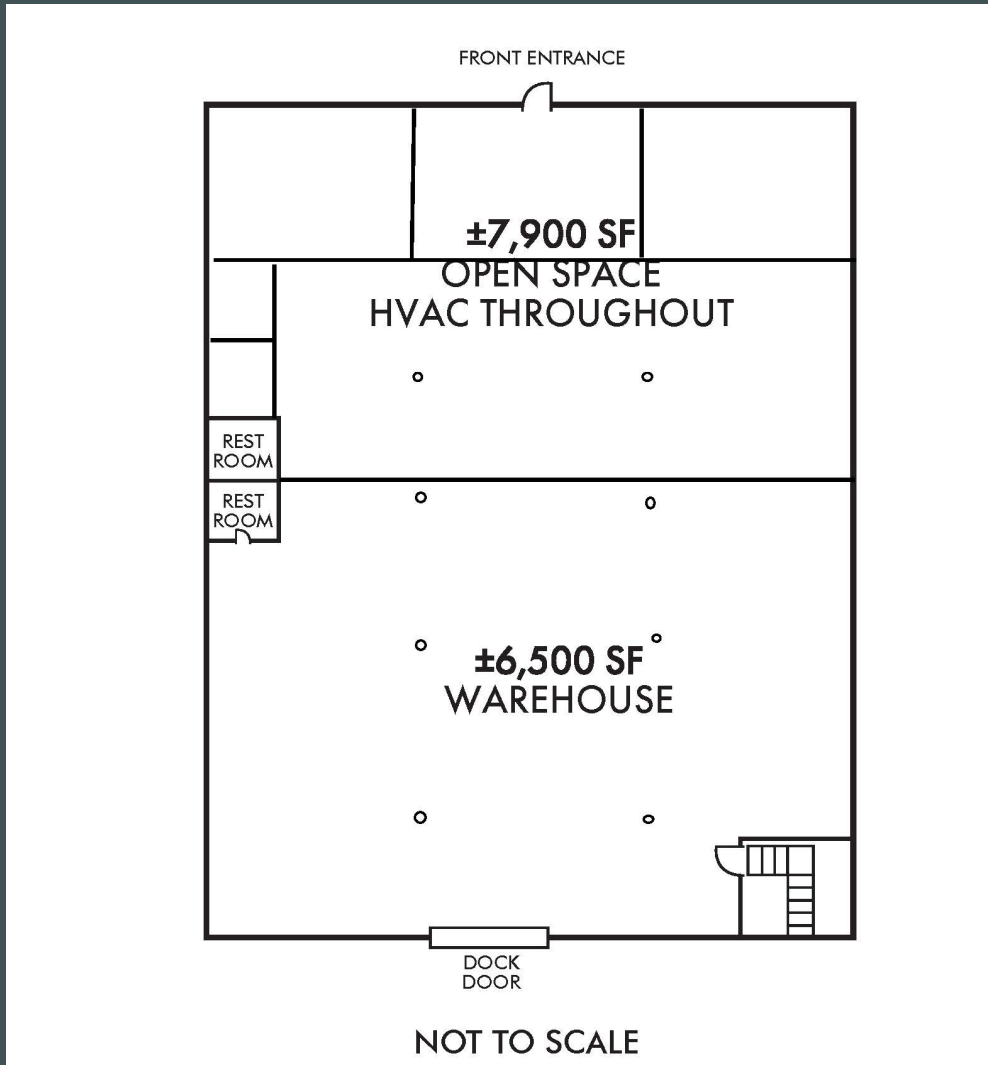 FRONT ENTRANCE
±7,900 SF
OPEN SPACE
HVAC THROUGHOUT
REST
ROOM
REST
ROOM
±6,500 SF
WAREHOUSE
DOCK
DOOR
NOT TO SCALE